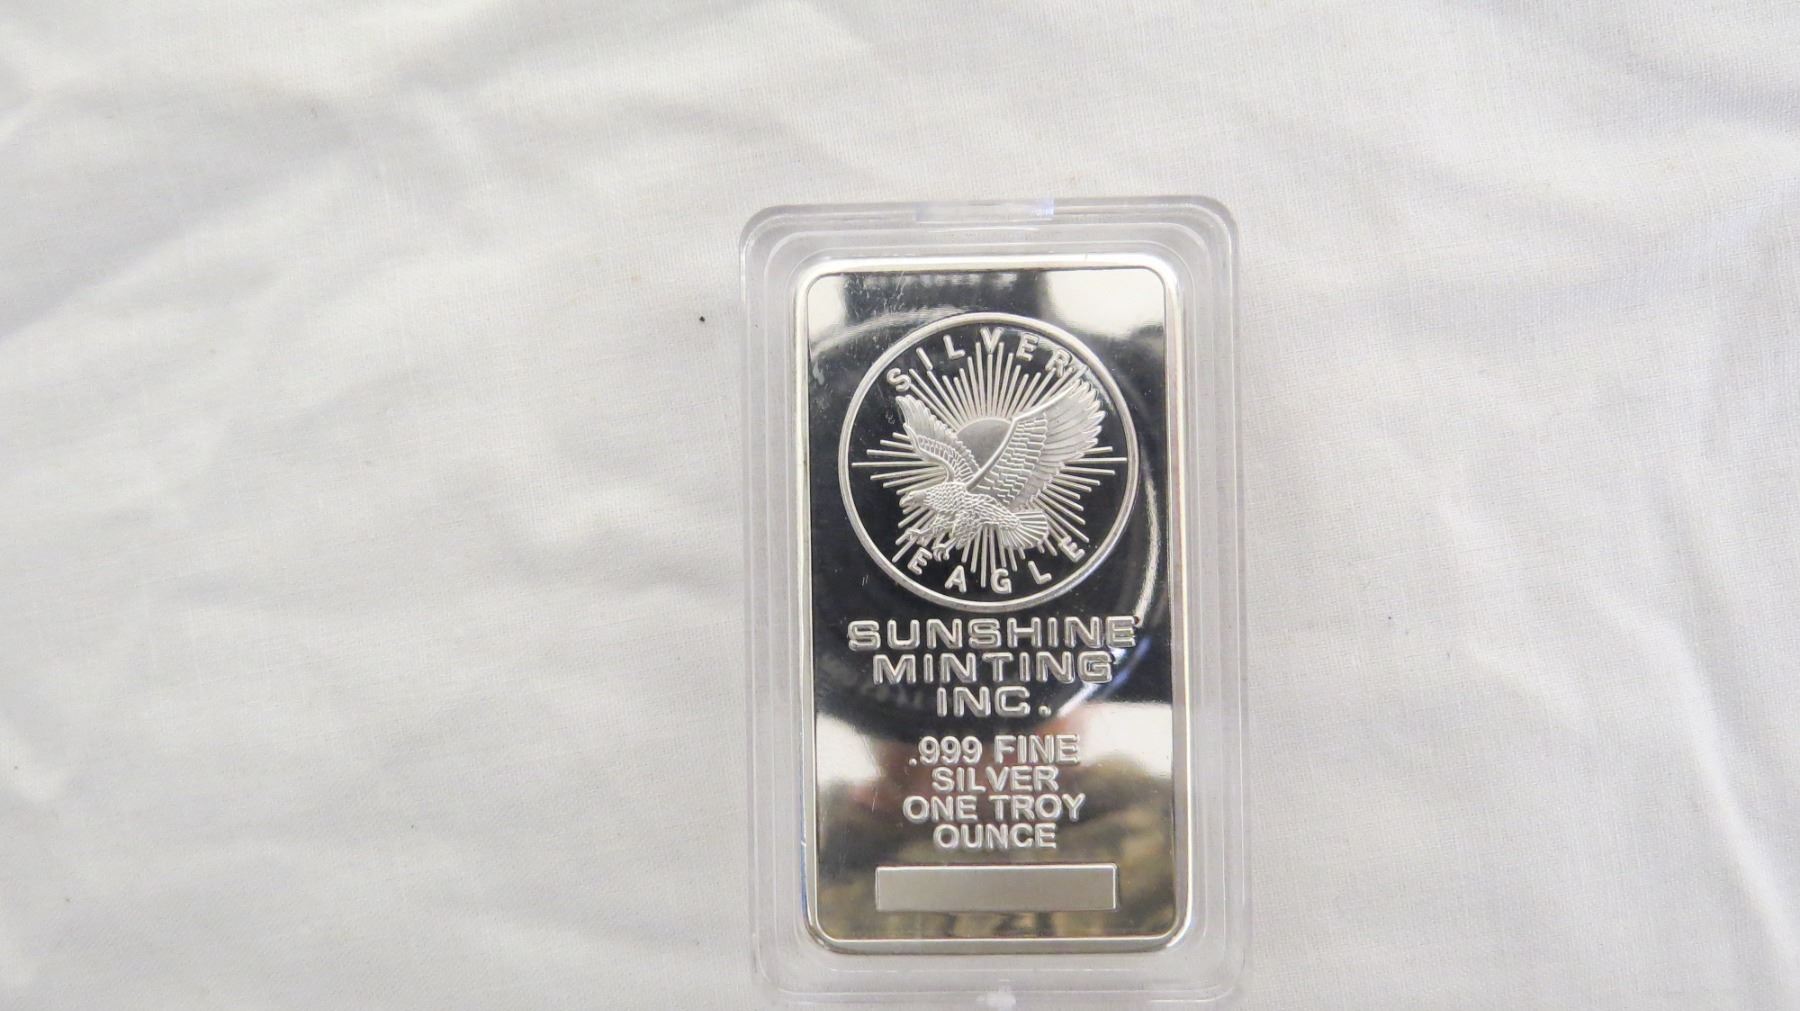 SILVER
EAGLE
SUNSHINE
MINTING
INC.
.999 FINE
SILVER
ONE TROY
OUNCE